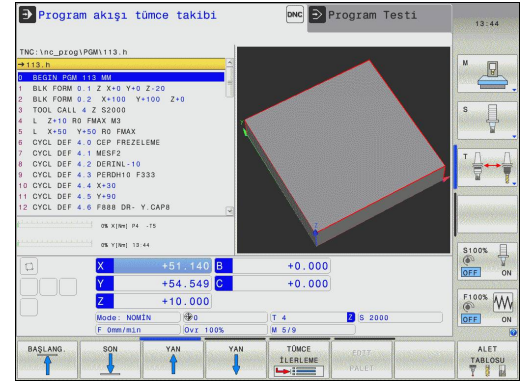 Program akışı tümce takibi
DNC
Program Testi
13:44
TNC:\nc_prog\PGM\113.h
→113.h
0 BEGIN PGM 113 MM
1 BLK FORM 0.1 Z X+0 Y+0 Z-20
2 BLK FORM 0.2 X+100 Y+100 Z+0
3 TOOL CALL 4 Z S2000
4 L Z+10 R0 FMAX M3
5 L X+50 Y+50 R0 FMAX
6 CYCL DEF 4.0 CEP FREZELEME
7 CYCL DEF 4.1 MESF2
8 CYCL DEF 4.2 DERINL-10
9 CYCL DEF 4.3 PERDH10 F333
10 CYCL DEF 4.4 X+30
11 CYCL DEF 4.5 Y+90
12 CYCL DEF 4.6 F888 DR- Y.CAP8
0% X[Nm] P4 -T5
0% Y[Nm] 13:44
Y
Z
M
S
T
S100%
OFF ON
F100%
OFF ON
X +51.140 B +0.000
Y +54.549 C +0.000
Z +10.000
Mode: NOMİN 0 T 4 Z S 2000
F 0mm/min Ovr 100% M 5/9
BAŞLANG.
SON
YAN
YAN
TÜMCE
İLERLEME
EDIT
PALET
ALET
TABLOSU